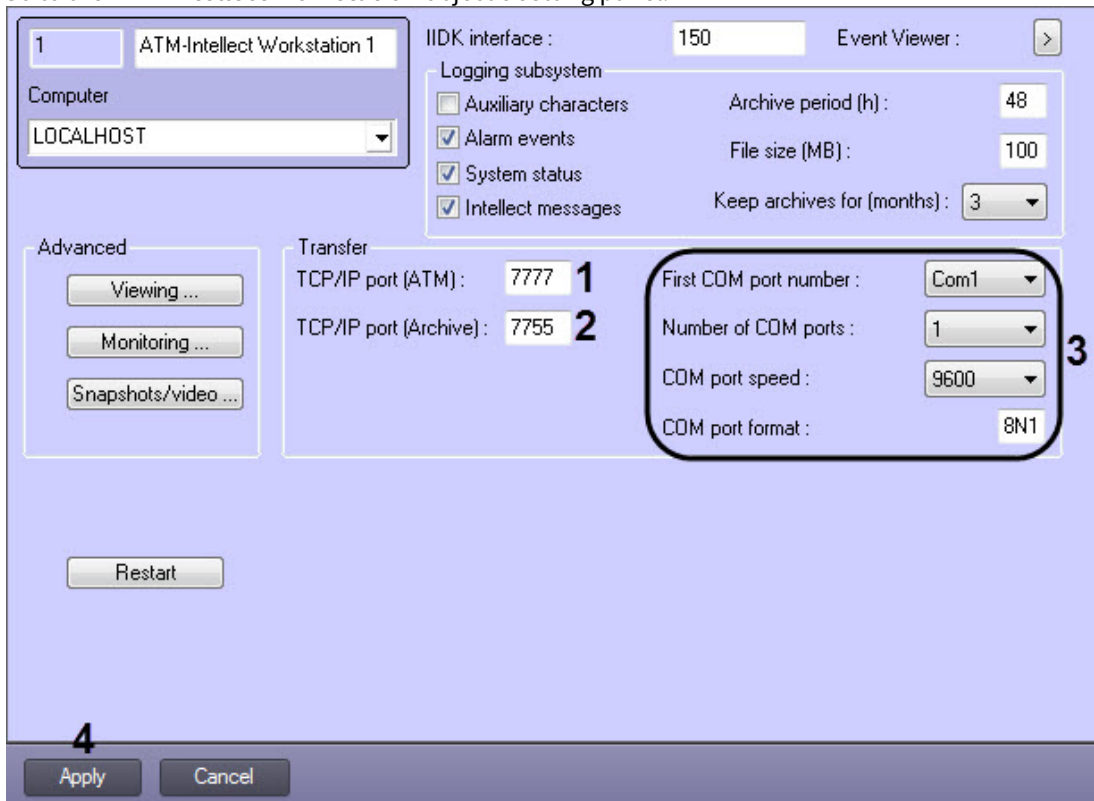 1 ATM-Intellect Workstation 1
Computer
LOCALHOST
IIDK interface : 150 Event Viewer : >
Logging subsystem
Auxiliary characters Archive period (h) : 48
Alarm events File size (MB) : 100
System status
Intellect messages Keep archives for (months) : 3
Advanced
Viewing ...
Monitoring ...
Snapshots/video ...
Transfer
TCP/IP port (ATM) : 7777 1
TCP/IP port (Archive) : 7755 2
First COM port number : Com1
Number of COM ports : 1
COM port speed : 9600
COM port format : 8N1
3
Restart
4
Apply Cancel